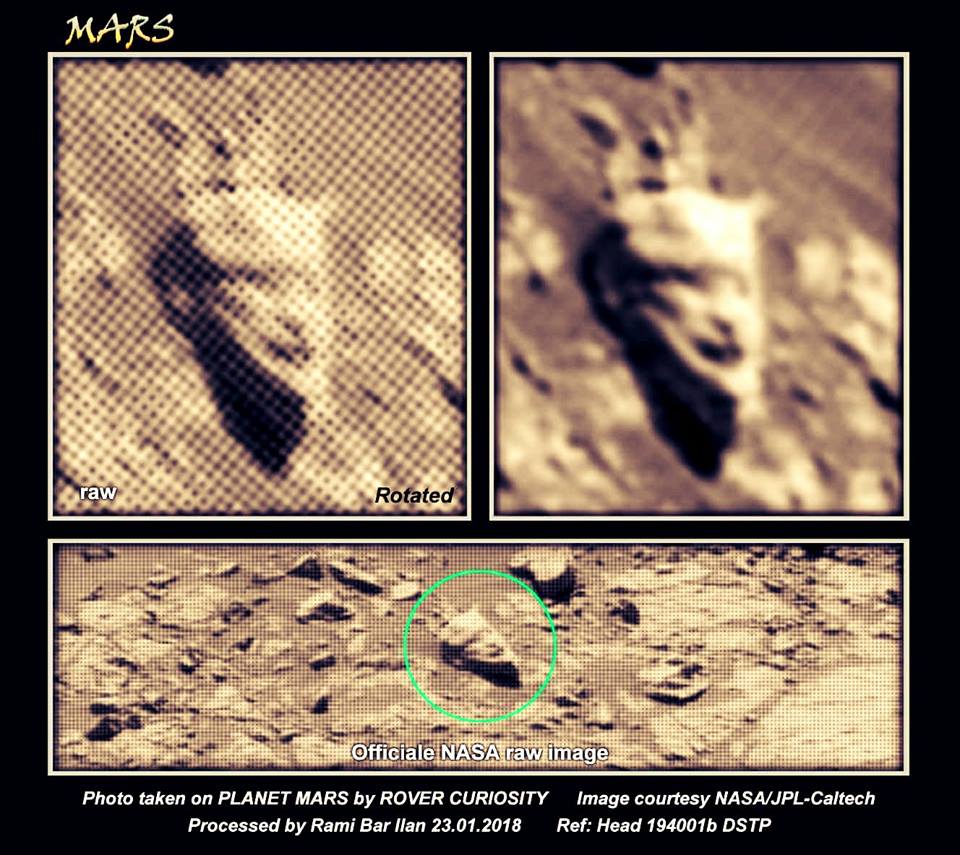 MARS
raw
Rotated
Officiale NASA raw image
Photo taken on PLANET MARS by ROVER CURIOSITY Image courtesy NASA/JPL-Caltech
Processed by Rami Bar Ilan 23.01.2018 Ref: Head 194001b DSTP